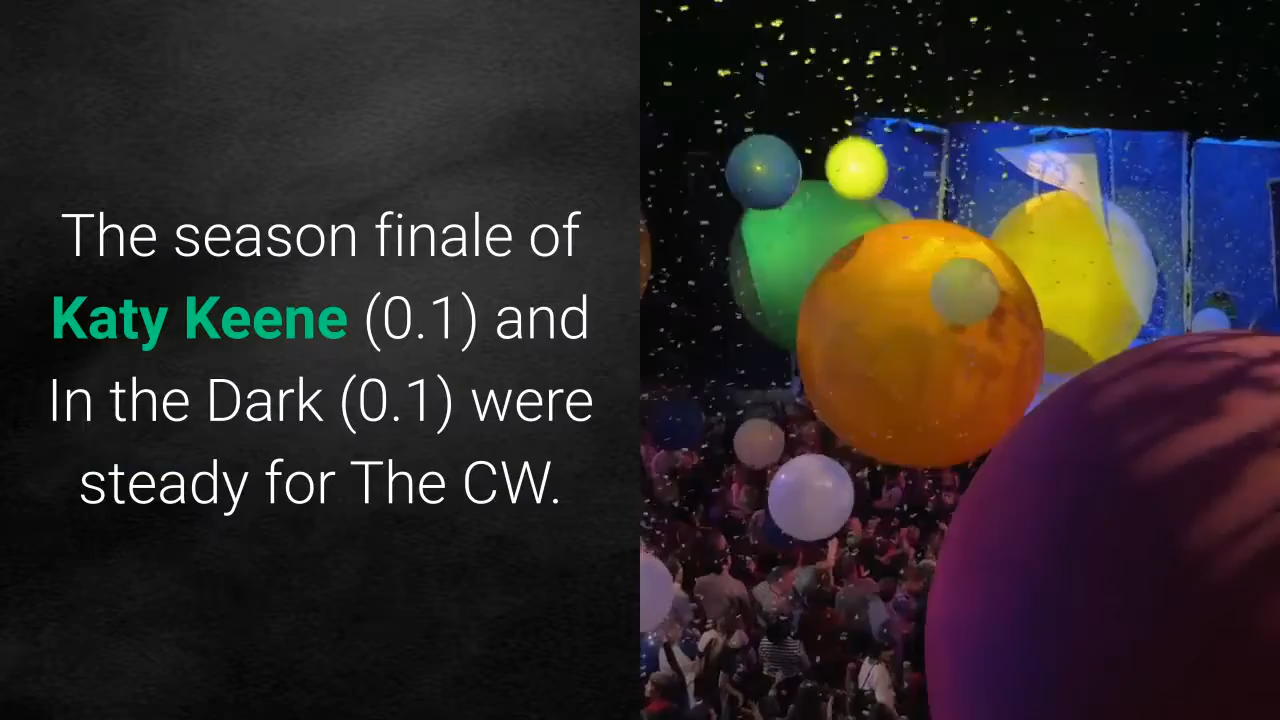 The season finale of
Katy Keene (0.1) and
In the Dark (0.1) were
steady for The CW.